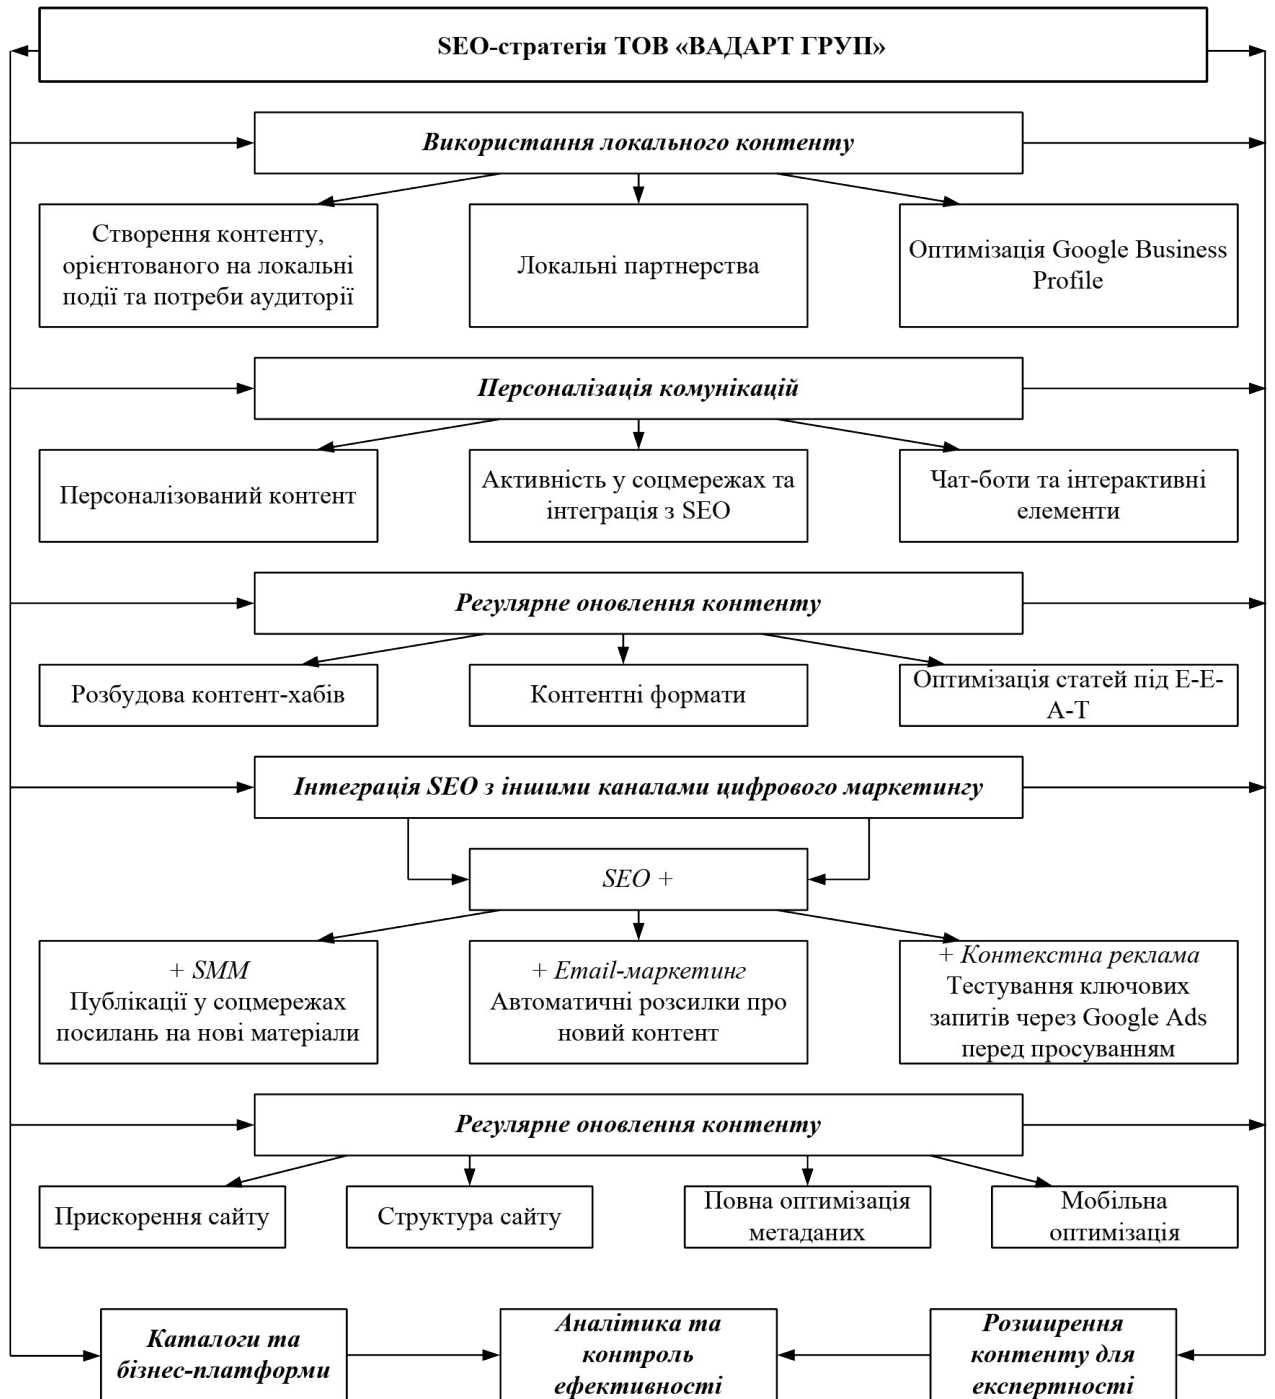 SEO-стратегія ТОВ «ВАДАРТ ГРУП»
Використання локального контенту
Створення контенту,
орієнтованого на локальні
події та потреби аудиторії
Локальні партнерства
Оптимізація Google Business
Profile
Персоналізація комунікацій
Персоналізований контент
Активність у соцмережах та
інтеграція з SEO
Чат-боти та інтерактивні
елементи
Регулярне оновлення контенту
Розбудова контент-хабів
Контентні формати
Оптимізація статей під E-E-
A-T
Інтеграція SEO з іншими каналами цифрового маркетингу
SEO +
+ SMM
Публікації у соцмережах
посилань на нові матеріали
+ Email-маркетинг
Автоматичні розсилки про
новий контент
+ Контекстна реклама
Тестування ключових
запитів через Google Ads
перед просуванням
Регулярне оновлення контенту
Прискорення сайту
Структура сайту
Повна оптимізація
метаданих
Мобільна
оптимізація
Каталоги та
бізнес-платформи
Аналітика та
контроль
ефективності
Розширення
контенту для
експертності